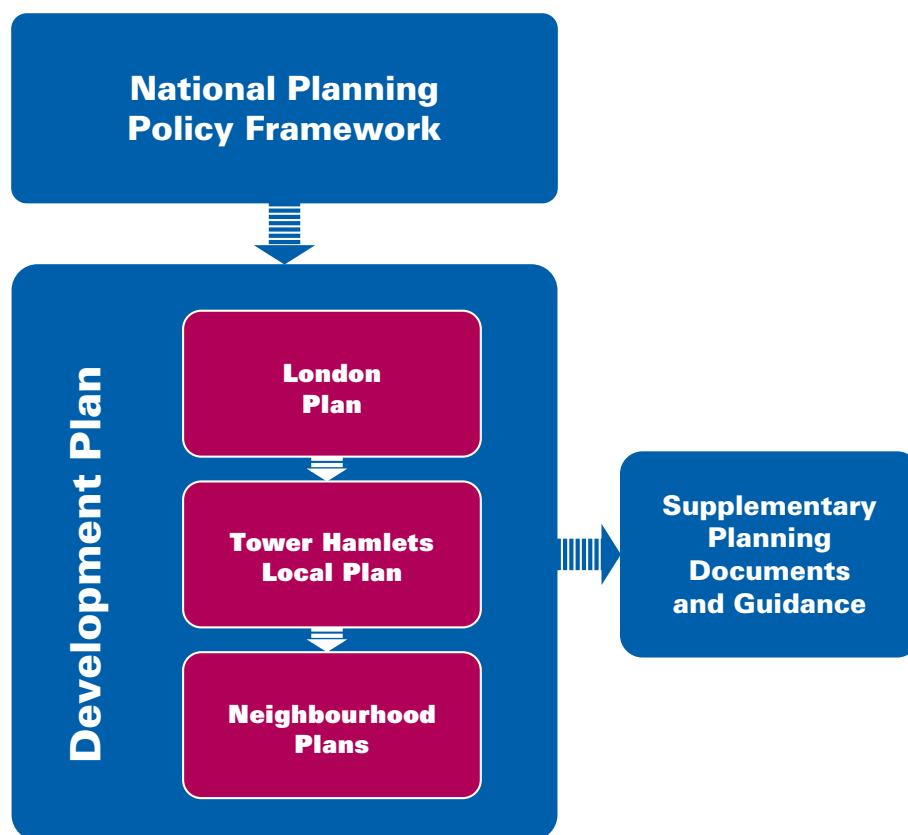 National Planning
Policy Framework
Development Plan
London
Plan
Tower Hamlets
Local Plan
Neighbourhood
Plans
Supplementary
Planning
Documents
and Guidance